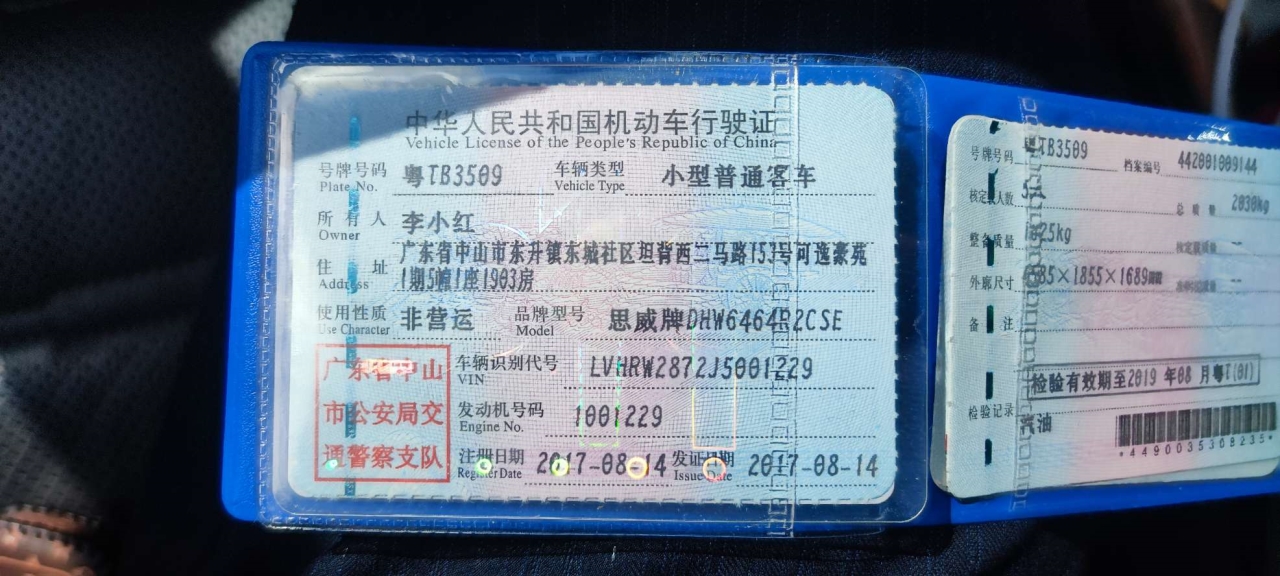 中华人民共和国机动车行驶证
Vehicle License of the People's Republic of China
号牌号码 粤TB3509 车辆类型 小型普通客车
Plate No. Vehicle Type
所有人 李小红
Owner
广东省中山市东升镇东城社区坦背西二马路153号可逸豪苑
住址 1期5幢1座1903房
Address
使用性质 非营运 品牌型号 思威牌DHW6464R2CSE
Use Character Model
广东省中山
市公安局交
通警察支队
车辆识别代号 LVHRW2872J5001229
VIN
发动机号码 1001229
Engine No.
注册日期 2017-08-14 发证日期 2017-08-14
Register Date Issue Date
号牌号码 粤TB3509 档案编号 442001009144
核定载人数 5人 总质量 2030kg
整备质量 核定载质量
外廓尺寸 585×1855×1689mm
备注
检验有效期至2019年08月粤T(01)
检验记录
汽油
*4490035308235*